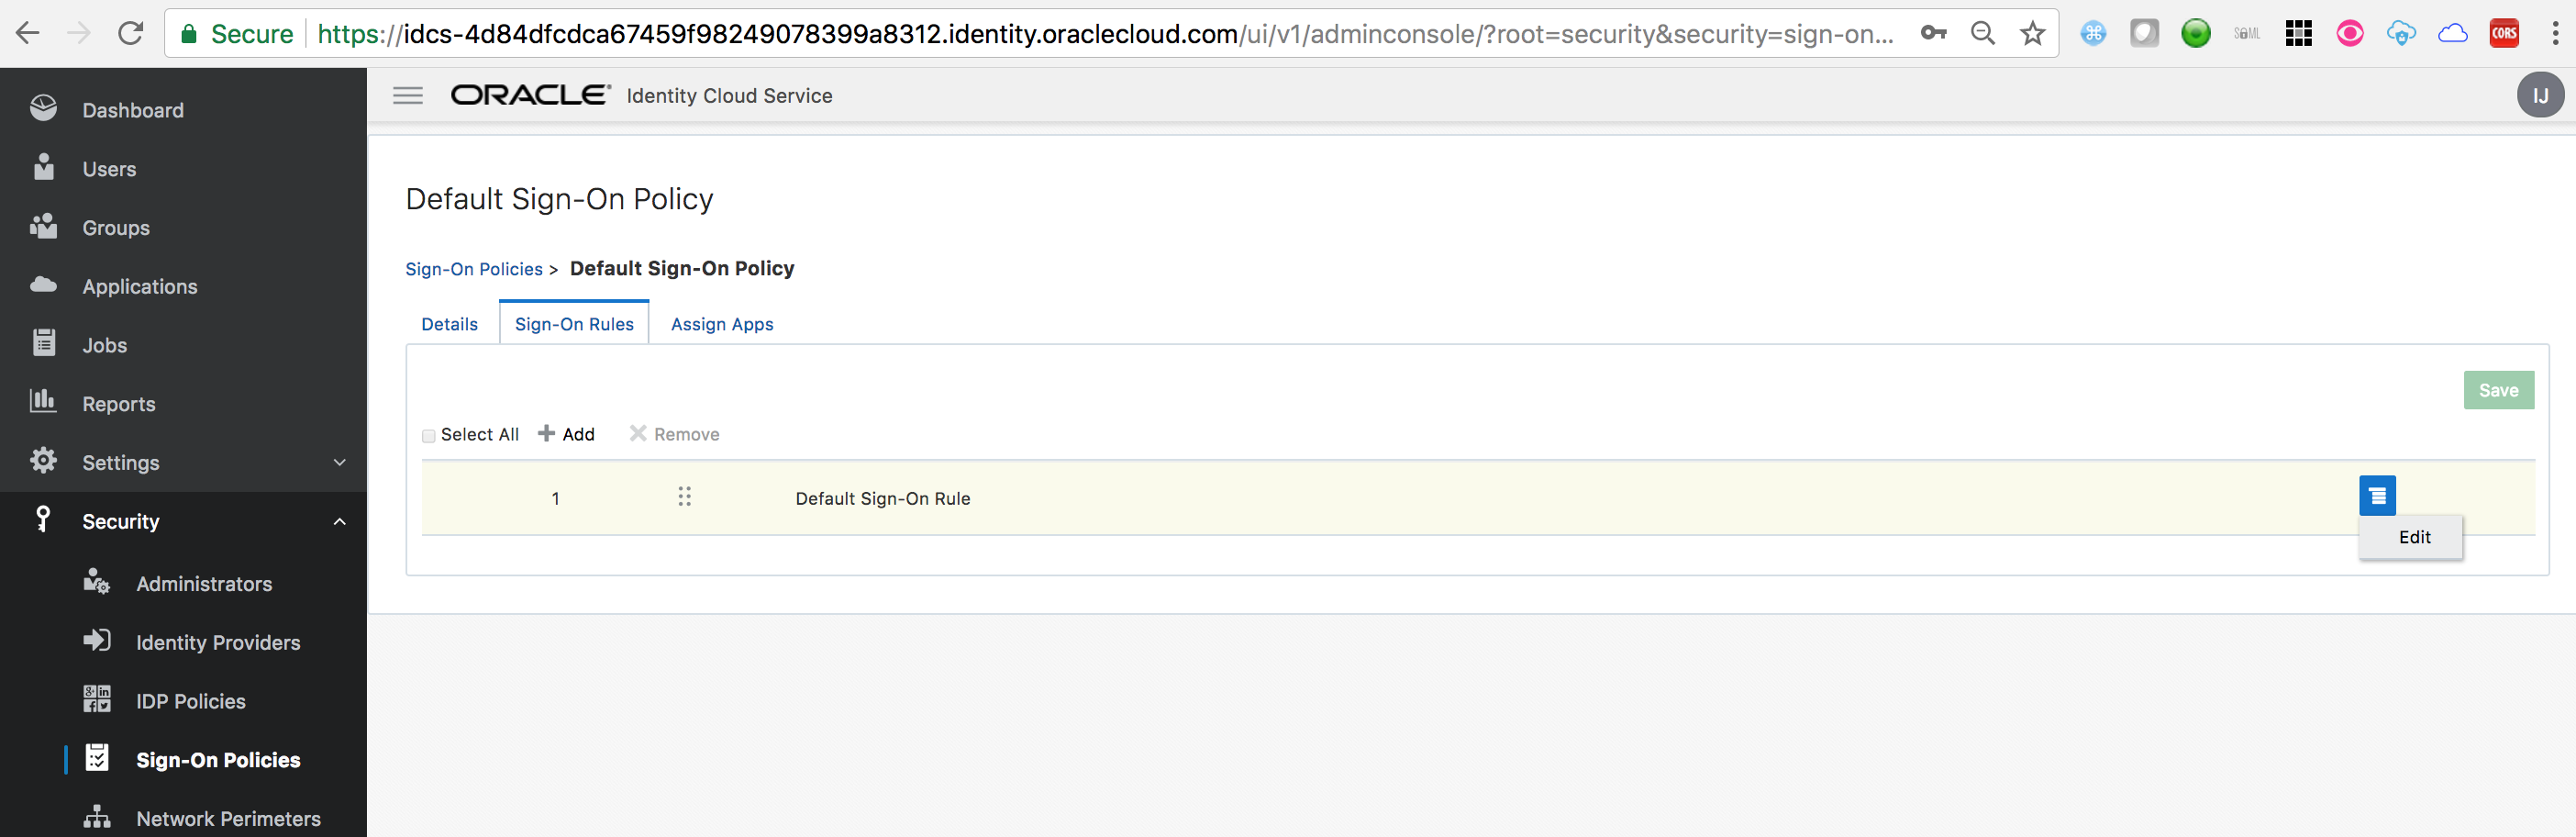 Secure https://idcs-4d84dfcdca67459f98249078399a8312.identity.oraclecloud.com/ui/v1/adminconsole/?root=security&security=sign-on...
SAML
CORS
ORACLE® Identity Cloud Service
IJ
Dashboard
Users
Groups
Applications
Jobs
Reports
Settings
Security
Administrators
Identity Providers
IDP Policies
Sign-On Policies
Network Perimeters
Default Sign-On Policy
Sign-On Policies > Default Sign-On Policy
Details Sign-On Rules Assign Apps
Save
Select All Add Remove
1 Default Sign-On Rule
Edit